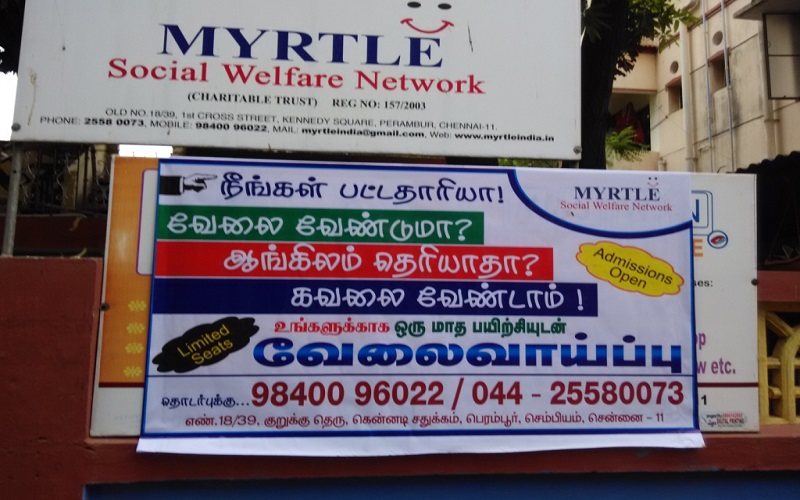 MYRTLE
Social Welfare Network
(CHARITABLE TRUST) REG NO: 157/2003
OLD NO.18/39, 1st CROSS STREET, KENNEDY SQUARE, PERAMBUR, CHENNAI-11.
PHONE: 2558 0073, MOBILE: 98400 96022, MAIL: myrtleindia@gmail.com, Web: www.myrtleindia.in
நீங்கள் பட்டதாரியா!
MYRTLE
Social Welfare Network
வேலை வேண்டுமா?
ஆங்கிலம் தெரியாதா?
Admissions
Open
கவலை வேண்டாம் !
Limited
Seats
உங்களுக்காக ஒரு மாத பயிற்சியுடன்
வேலைவாய்ப்பு
தொடர்புக்கு... 98400 96022 / 044 - 25580073
எண்.18/39, குறுக்கு தெரு, கென்னடி சதுக்கம், பெரம்பூர், செம்பியம், சென்னை - 11